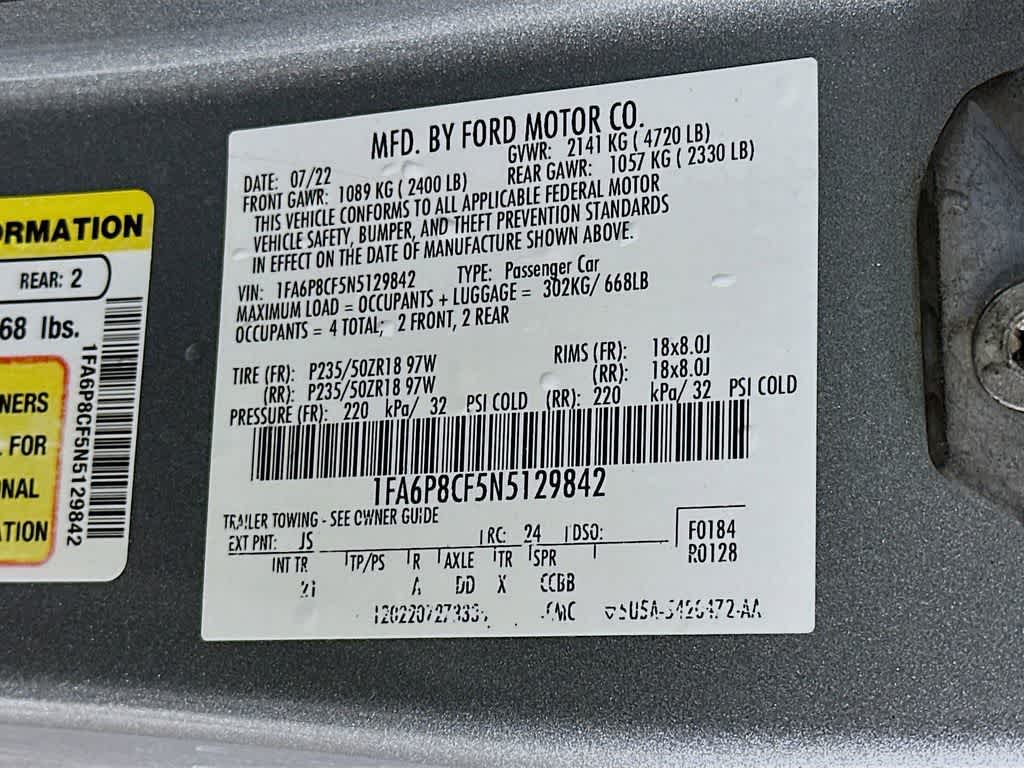 MFD. BY FORD MOTOR CO.
DATE: 07/22 GVWR: 2141 KG ( 4720 LB)
FRONT GAWR: 1089 KG ( 2400 LB) REAR GAWR: 1057 KG ( 2330 LB)
THIS VEHICLE CONFORMS TO ALL APPLICABLE FEDERAL MOTOR
VEHICLE SAFETY, BUMPER, AND THEFT PREVENTION STANDARDS
IN EFFECT ON THE DATE OF MANUFACTURE SHOWN ABOVE.
VIN: 1FA6P8CF5N5129842 TYPE: Passenger Car
MAXIMUM LOAD = OCCUPANTS + LUGGAGE = 302KG/ 668LB
OCCUPANTS = 4 TOTAL; 2 FRONT, 2 REAR
TIRE (FR): P235/50ZR18 97W RIMS (FR): 18x8.0J
(RR): P235/50ZR18 97W (RR): 18x8.0J
PRESSURE (FR): 220 kPa/ 32 PSI COLD (RR): 220 kPa/ 32 PSI COLD
1FA6P8CF5N5129842
TRAILER TOWING - SEE OWNER GUIDE
EXT PNT: JS RC: 24 DSO: F0184
R0128
INT TR TP/PS R AXLE TR SPR
A DD X CCBB
ORMATION
REAR: 2
68 lbs.
NERS
FOR
NAL
TION
1FA6P8CF5N5129842